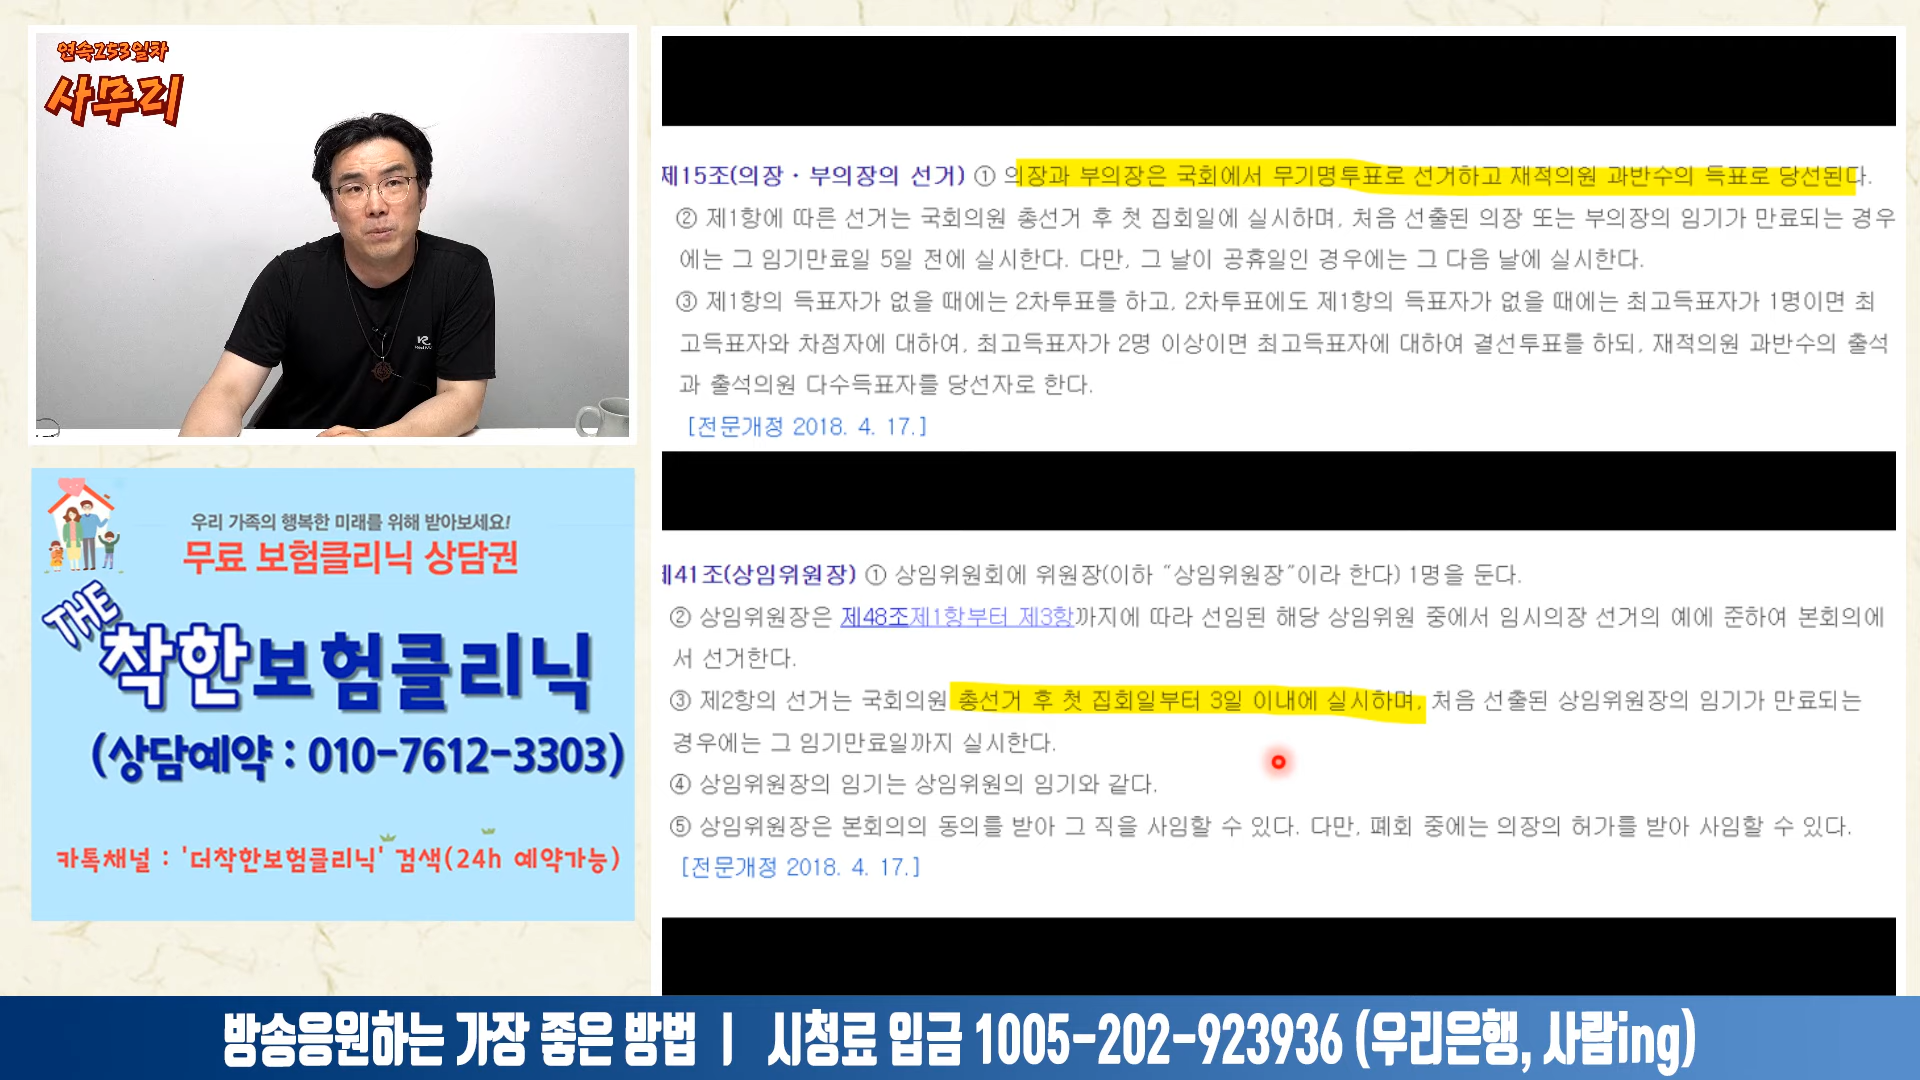 연속253일차
사무리
우리 가족의 행복한 미래를 위해 받아보세요!
무료 보험클리닉 상담권
THE
착한보험클리닉
(상담예약 : 010-7612-3303)
카톡채널 : '더착한보험클리닉' 검색(24h 예약가능)
제15조(의장 · 부의장의 선거) ① 의장과 부의장은 국회에서 무기명투표로 선거하고 재적의원 과반수의 득표로 당선된다.
② 제1항에 따른 선거는 국회의원 총선거 후 첫 집회일에 실시하며, 처음 선출된 의장 또는 부의장의 임기가 만료되는 경우
에는 그 임기만료일 5일 전에 실시한다. 다만, 그 날이 공휴일인 경우에는 그 다음 날에 실시한다.
③ 제1항의 득표자가 없을 때에는 2차투표를 하고, 2차투표에도 제1항의 득표자가 없을 때에는 최고득표자가 1명이면 최
고득표자와 차점자에 대하여, 최고득표자가 2명 이상이면 최고득표자에 대하여 결선투표를 하되, 재적의원 과반수의 출석
과 출석의원 다수득표자를 당선자로 한다.
[전문개정 2018. 4. 17.]
제41조(상임위원장) ① 상임위원회에 위원장(이하 "상임위원장"이라 한다) 1명을 둔다.
② 상임위원장은 제48조제1항부터 제3항까지에 따라 선임된 해당 상임위원 중에서 임시의장 선거의 예에 준하여 본회의에
서 선거한다.
③ 제2항의 선거는 국회의원 총선거 후 첫 집회일부터 3일 이내에 실시하며, 처음 선출된 상임위원장의 임기가 만료되는
경우에는 그 임기만료일까지 실시한다.
④ 상임위원장의 임기는 상임위원의 임기와 같다.
⑤ 상임위원장은 본회의의 동의를 받아 그 직을 사임할 수 있다. 다만, 폐회 중에는 의장의 허가를 받아 사임할 수 있다.
[전문개정 2018. 4. 17.]
방송응원하는 가장 좋은 방법 ㅣ 시청료 입금 1005-202-923936 (우리은행, 사람ing)